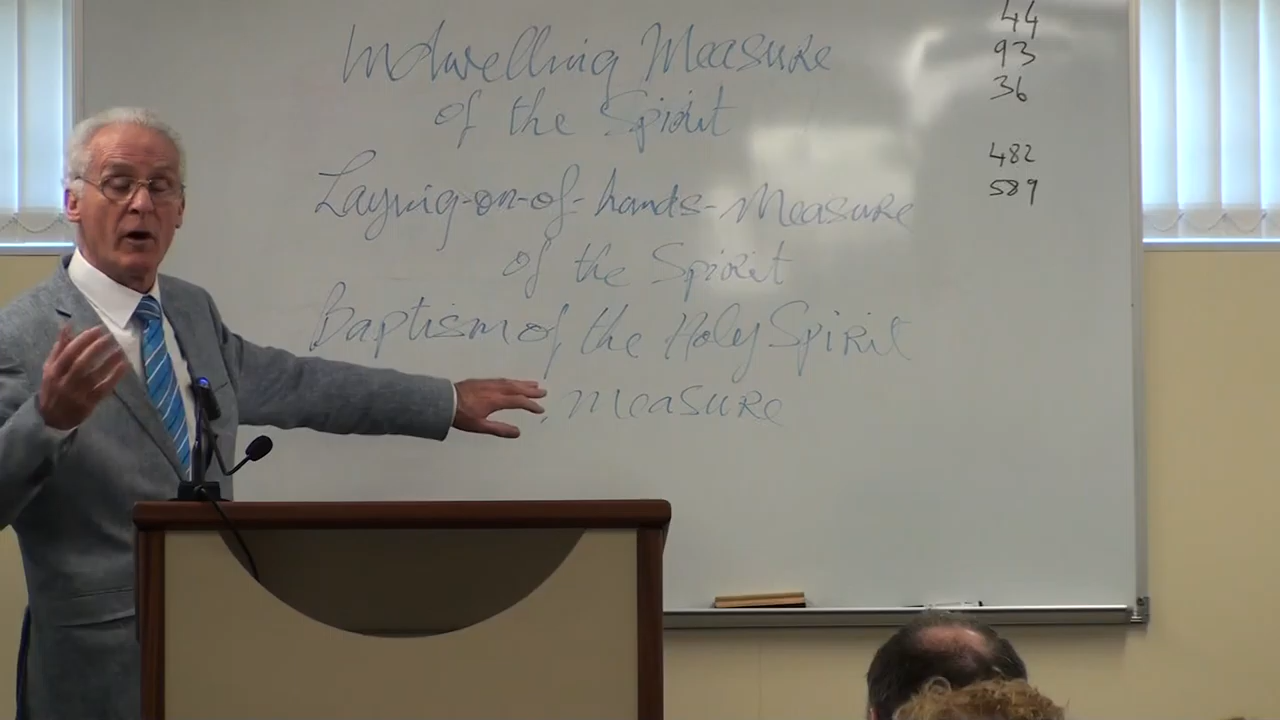 Indwelling Measure
of the Spirit
Laying-on-of-hands-Measure
of the Spirit
Baptism of the Holy Spirit
Measure
44
93
36
482
589